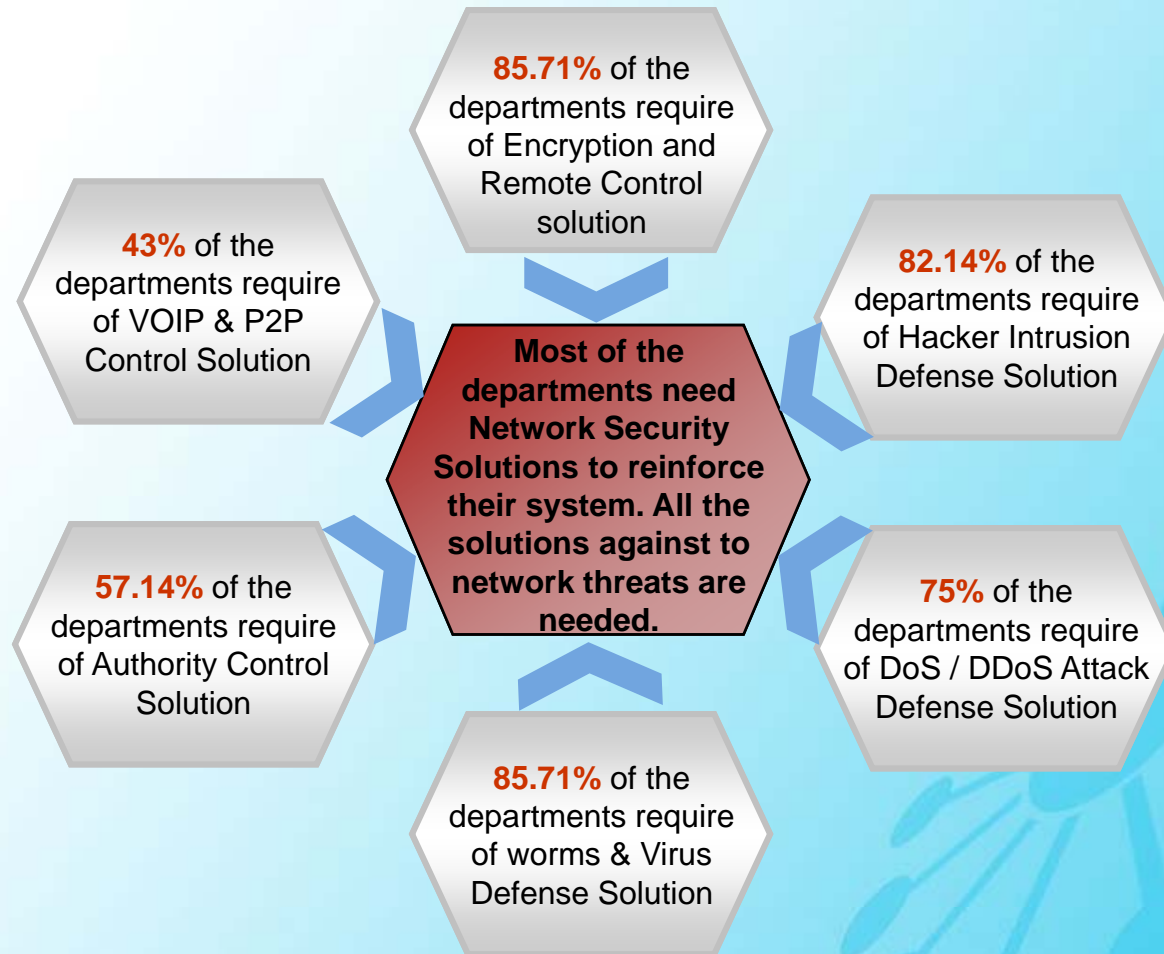 85.71% of the
departments require
of Encryption and
Remote Control
solution
43% of the
departments require
of VOIP & P2P
Control Solution
82.14% of the
departments require
of Hacker Intrusion
Defense Solution
Most of the
departments need
Network Security
Solutions to reinforce
their system. All the
solutions against to
network threats are
needed.
57.14% of the
departments require
of Authority Control
Solution
75% of the
departments require
of DoS / DDoS Attack
Defense Solution
85.71% of the
departments require
of worms & Virus
Defense Solution